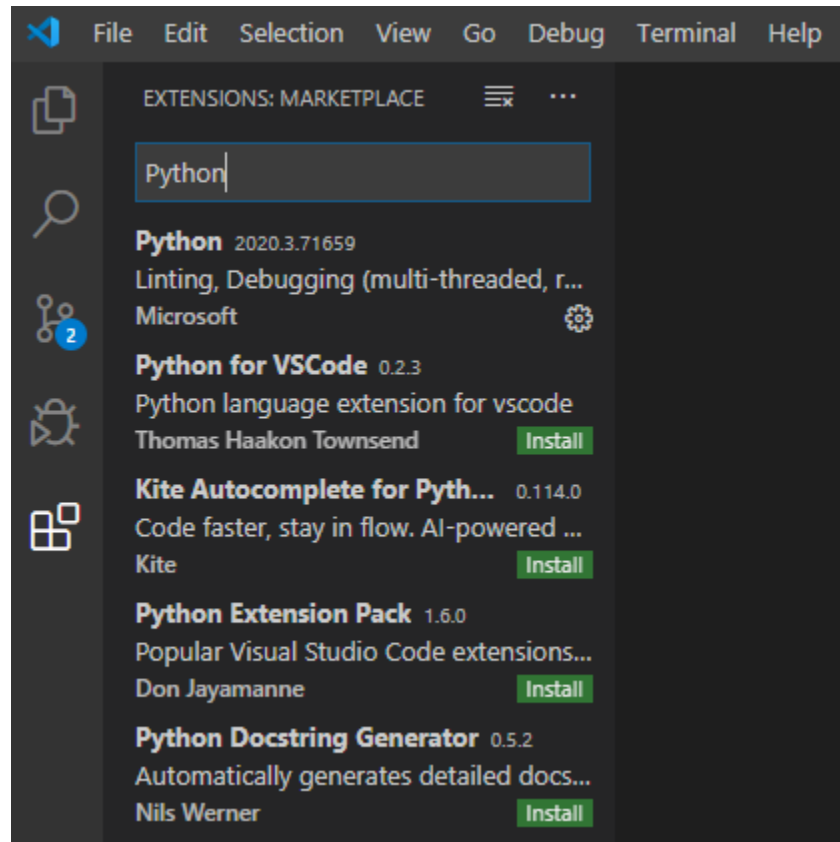 File Edit Selection View Go Debug Terminal Help
EXTENSIONS: MARKETPLACE
Python
Python 2020.3.71659
Linting, Debugging (multi-threaded, r...
Microsoft
2
Python for VSCode 0.2.3
Python language extension for vscode
Thomas Haakon Townsend Install
Kite Autocomplete for Pyth... 0.114.0
Code faster, stay in flow. AI-powered ...
Kite Install
Python Extension Pack 1.6.0
Popular Visual Studio Code extensions...
Don Jayamanne Install
Python Docstring Generator 0.5.2
Automatically generates detailed docs...
Nils Werner Install